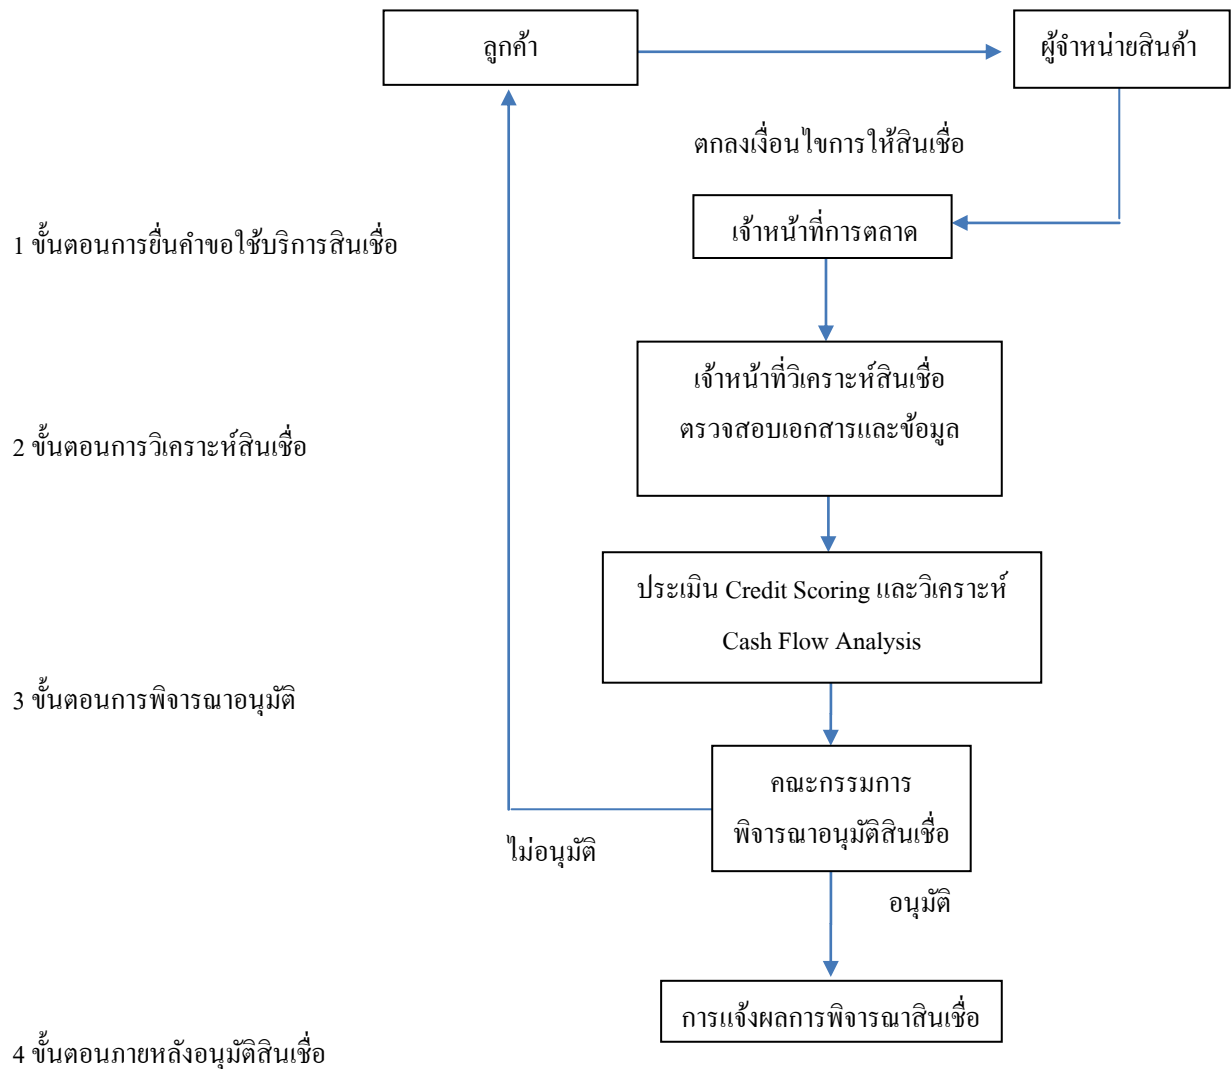 ลูกค้า
ผู้จำหน่ายสินค้า
ตกลงเงื่อนไขการให้สินเชื่อ
เจ้าหน้าที่การตลาด
1 ขั้นตอนการยื่นคำขอใช้บริการสินเชื่อ
เจ้าหน้าที่วิเคราะห์สินเชื่อ
ตรวจสอบเอกสารและข้อมูล
2 ขั้นตอนการวิเคราะห์สินเชื่อ
ประเมิน Credit Scoring และวิเคราะห์
Cash Flow Analysis
3 ขั้นตอนการพิจารณาอนุมัติ
คณะกรรมการ
พิจารณาอนุมัติสินเชื่อ
ไม่อนุมัติ
อนุมัติ
การแจ้งผลการพิจารณาสินเชื่อ
4 ขั้นตอนภายหลังอนุมัติสินเชื่อ